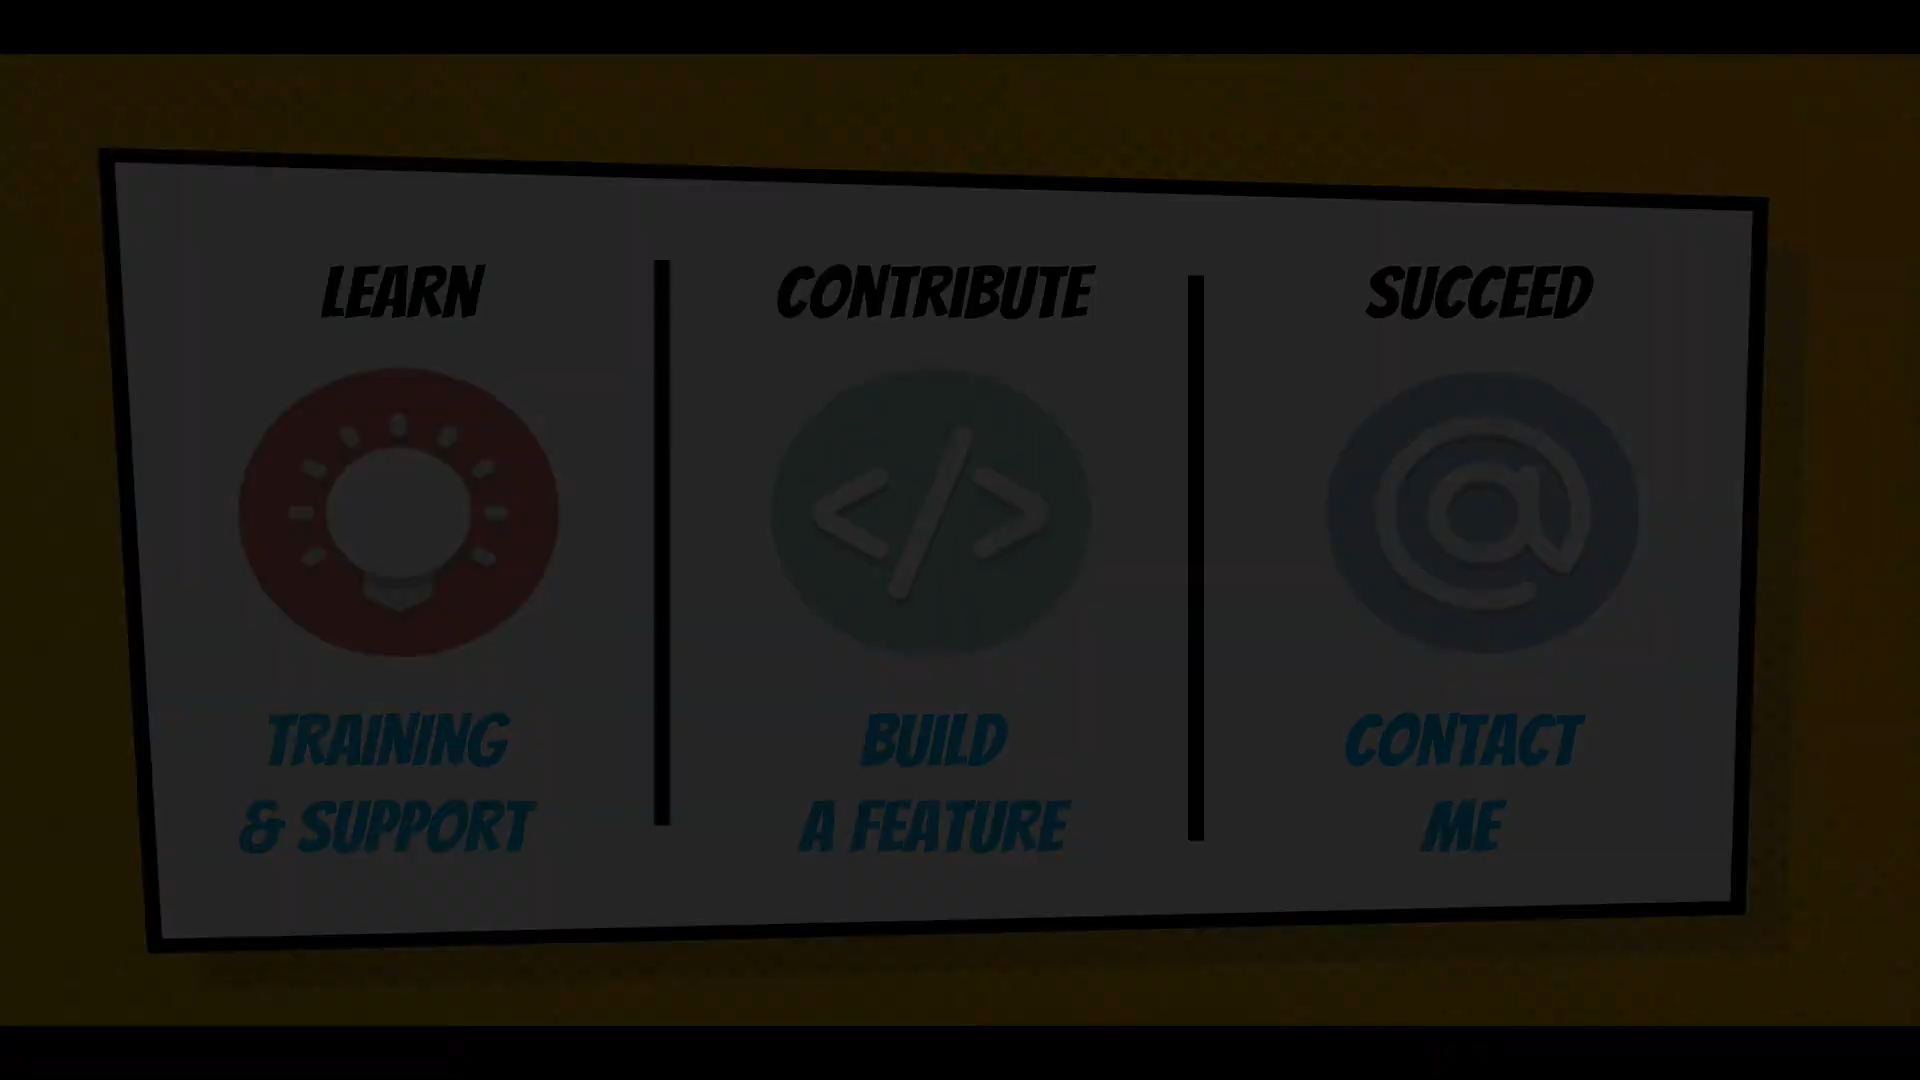 LEARN
CONTRIBUTE
SUCCEED
</>
@
TRAINING
& SUPPORT
BUILD
A FEATURE
CONTACT
ME